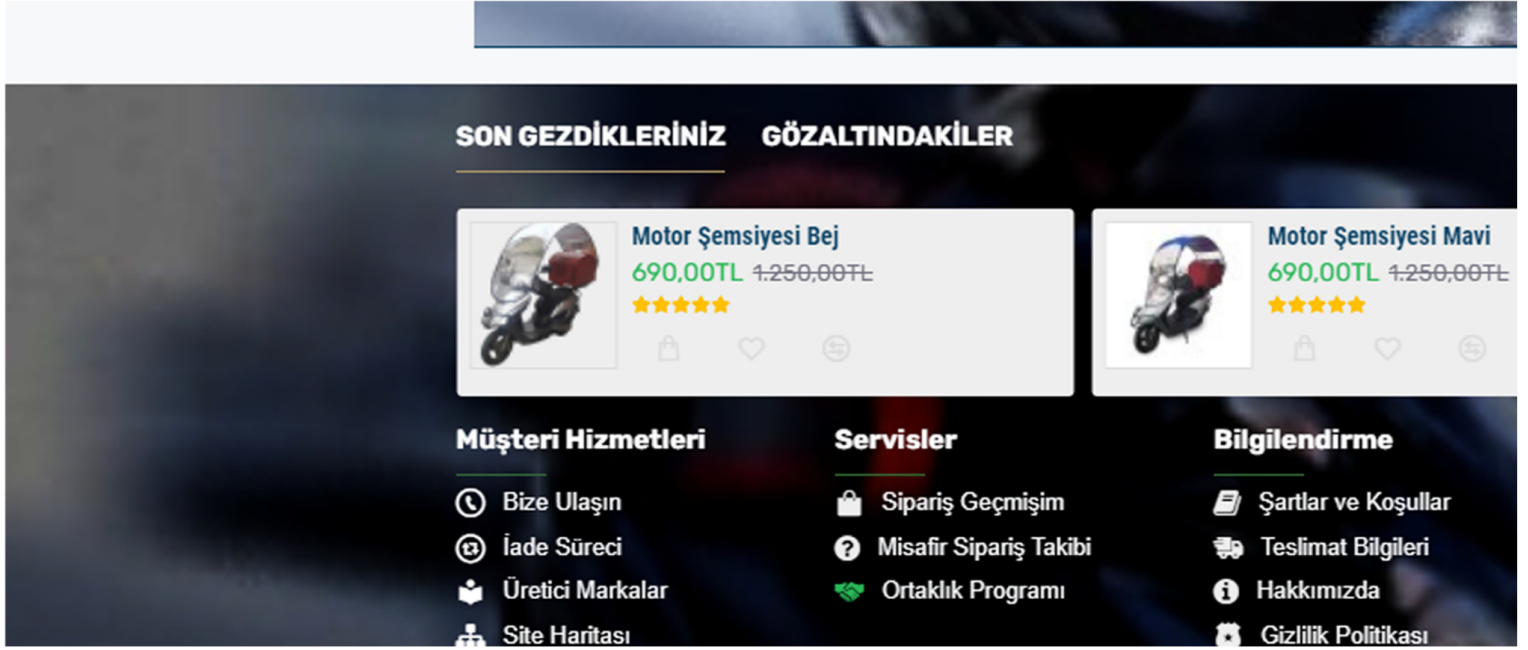 SON GEZDİKLERİNİZ GÖZALTINDAKİLER
Motor Şemsiyesi Bej
690,00TL 1.250,00TL
Motor Şemsiyesi Mavi
690,00TL 1.250,00TL
Müşteri Hizmetleri
Bize Ulaşın
İade Süreci
Üretici Markalar
Site Haritası
Servisler
Sipariş Geçmişim
Misafir Sipariş Takibi
Ortaklık Programı
Bilgilendirme
Şartlar ve Koşullar
Teslimat Bilgileri
Hakkımızda
Gizlilik Politikası